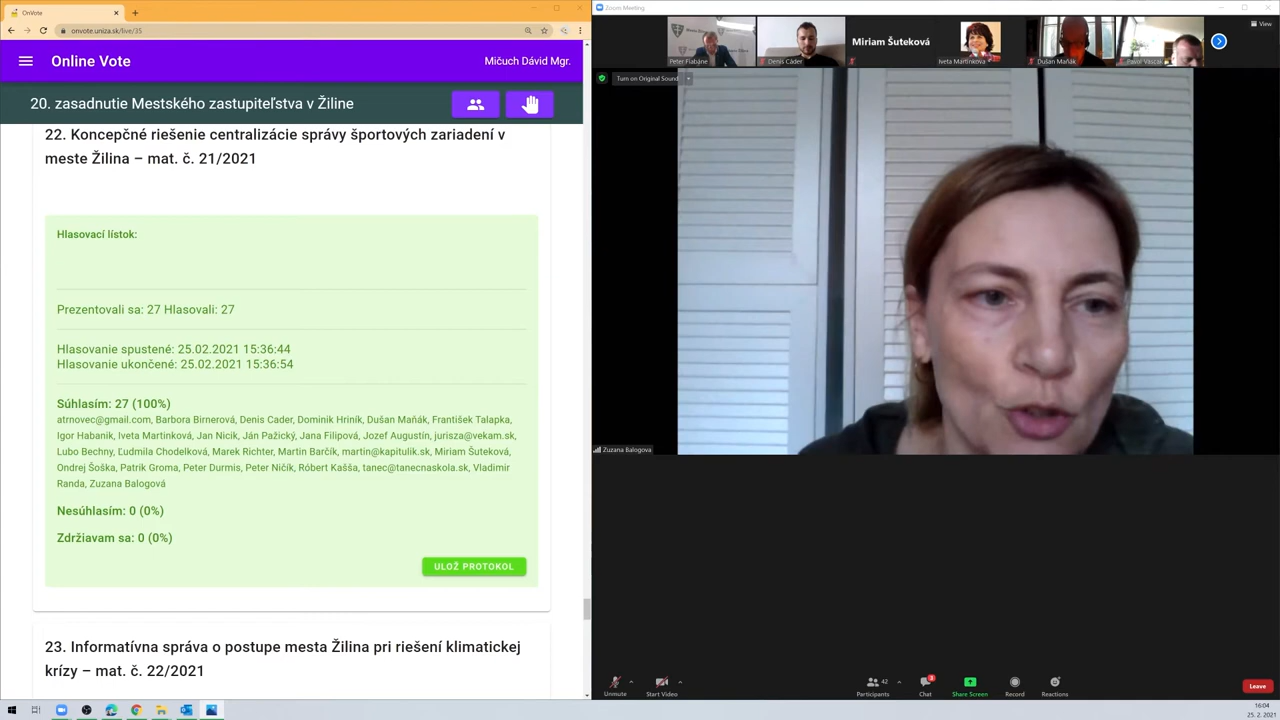 OnVote
onvote.uniza.sk/live/35
Online Vote
Mičuch Dávid Mgr.
20. zasadnutie Mestského zastupiteľstva v Žiline
22. Koncepčné riešenie centralizácie správy športových zariadení v
meste Žilina – mat. č. 21/2021
Hlasovací lístok:
Prezentovali sa: 27 Hlasovali: 27
Hlasovanie spustené: 25.02.2021 15:36:44
Hlasovanie ukončené: 25.02.2021 15:36:54
Súhlasím: 27 (100%)
atrnovec@gmail.com, Barbora Birnerová, Denis Cader, Dominik Hriník, Dušan Maňák, František Talapka,
Igor Habanik, Iveta Martinková, Jan Nicik, Ján Pažický, Jana Filipová, Jozef Augustín, jurisza@vekam.sk,
Lubo Bechny, Ľudmila Chodelková, Marek Richter, Martin Barčík, martin@kapitulik.sk, Miriam Šuteková,
Ondrej Šoška, Patrik Groma, Peter Durmis, Peter Ničík, Róbert Kašša, tanec@tanecnaskola.sk, Vladimir
Randa, Zuzana Balogová
Nesúhlasím: 0 (0%)
Zdržiavam sa: 0 (0%)
ULOŽ PROTOKOL
23. Informatívna správa o postupe mesta Žilina pri riešení klimatickej
krízy – mat. č. 22/2021
Zoom Meeting
View
Peter Fiabáne
Denis Cáder
Miriam Šuteková
Iveta Martinková
Dušan Maňák
Turn on Original Sound
Zuzana Balogova
Unmute
Start Video
42
Participants
3
Chat
Share Screen
Record
Reactions
Leave
16:04
25. 2. 2021